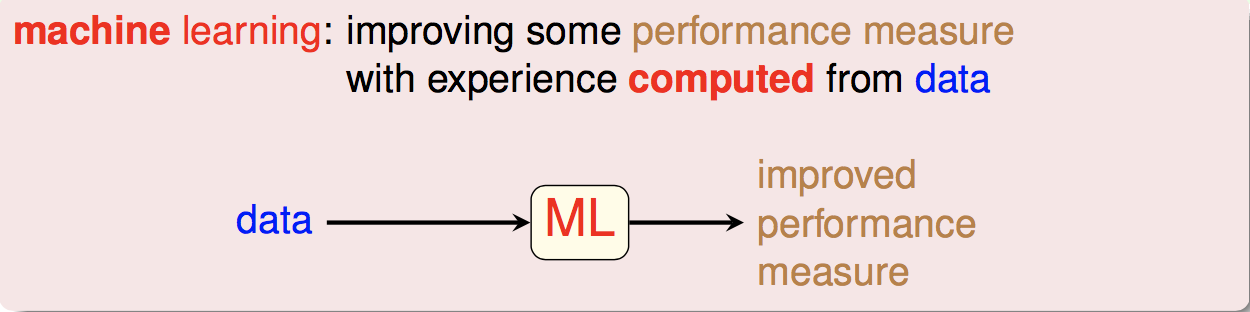 machine learning: improving some performance measure
with experience computed from data
data
ML
improved
performance
measure